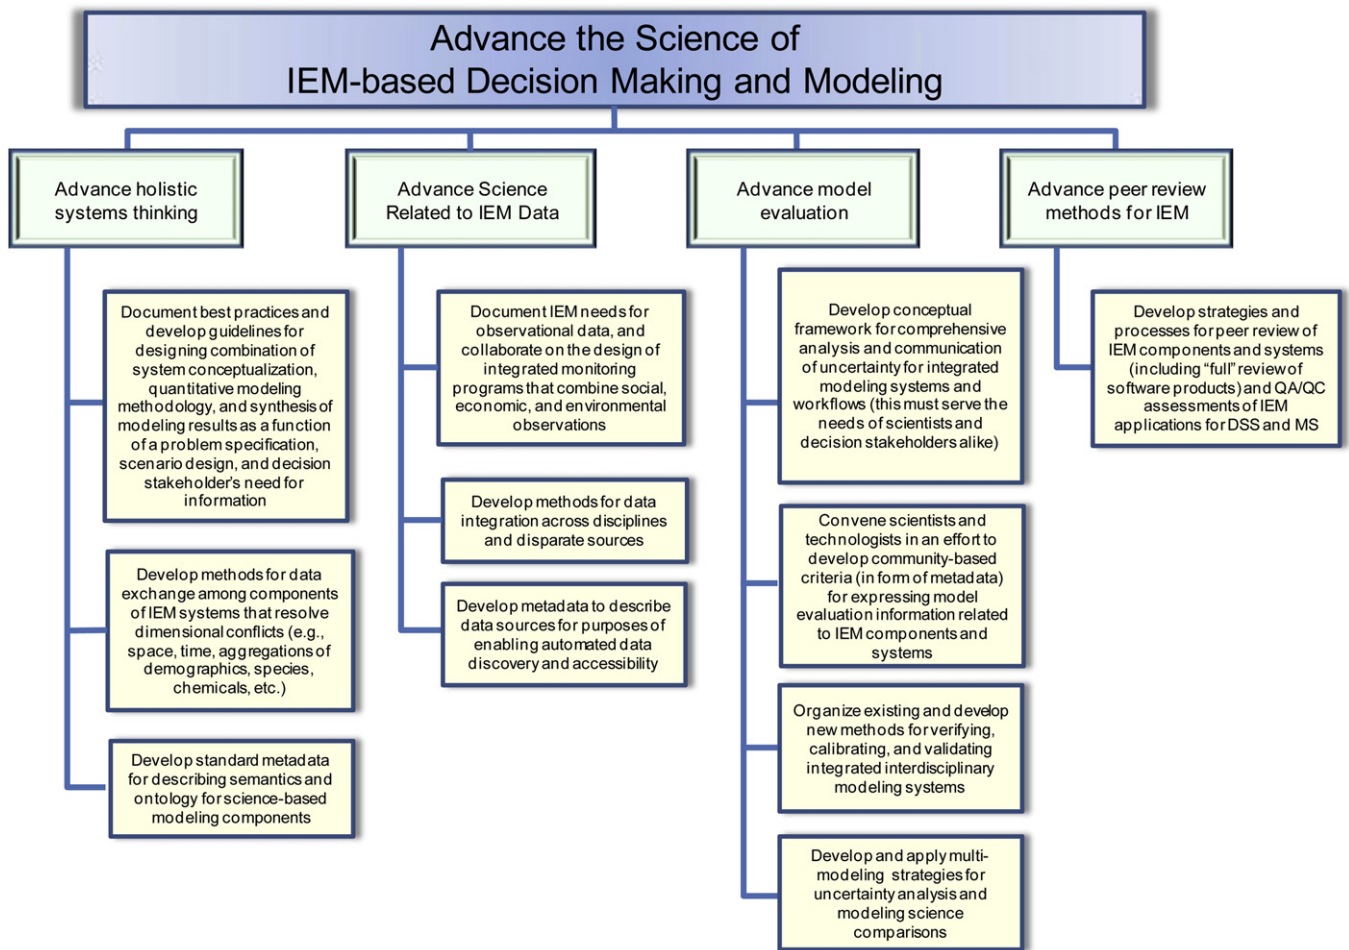 Advance the Science of
IEM-based Decision Making and Modeling
Advance holistic
systems thinking
Document best practices and
develop guidelines for
designing combination of
system conceptualization,
quantitative modeling
methodology, and synthesis of
modeling results as a function
of a problem specification,
scenario design, and decision
stakeholder's need for
information
Develop methods for data
exchange among components
of IEM systems that resolve
dimensional conflicts (e.g.,
space, time, aggregations of
demographics, species,
chemicals, etc.)
Develop standard metadata
for describing semantics and
ontology for science-based
modeling components
Advance Science
Related to IEM Data
Document IEM needs for
observational data, and
collaborate on the design of
integrated monitoring
programs that combine social,
economic, and environmental
observations
Develop methods for data
integration across disciplines
and disparate sources
Develop metadata to describe
data sources for purposes of
enabling automated data
discovery and accessibility
Advance model
evaluation
Develop conceptual
framework for comprehensive
analysis and communication
of uncertainty for integrated
modeling systems and
workflows (this must serve the
needs of scientists and
decision stakeholders alike)
Convene scientists and
technologists in an effort to
develop community-based
criteria (in form of metadata)
for expressing model
evaluation information related
to IEM components and
systems
Organize existing and develop
new methods for verifying,
calibrating, and validating
integrated interdisciplinary
modeling systems
Develop and apply multi-
modeling strategies for
uncertainty analysis and
modeling science
comparisons
Advance peer review
methods for IEM
Develop strategies and
processes for peer review of
IEM components and systems
(including “full” review of
software products) and QA/QC
assessments of IEM
applications for DSS and MS